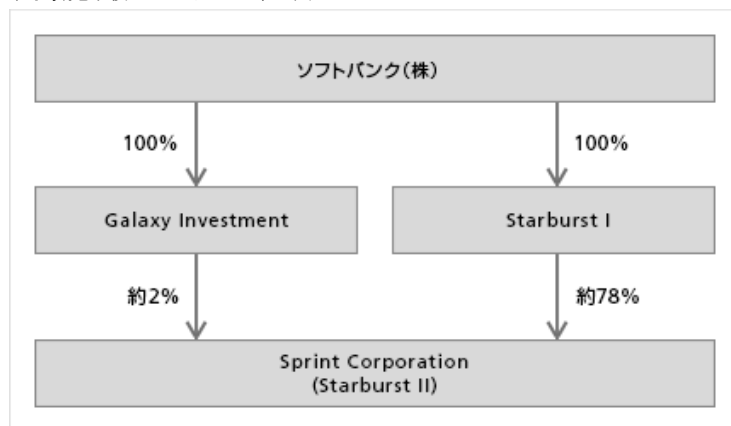 ソフトバンク(株)
100%
100%
Galaxy Investment
Starburst I
約2%
約78%
Sprint Corporation
(Starburst II)